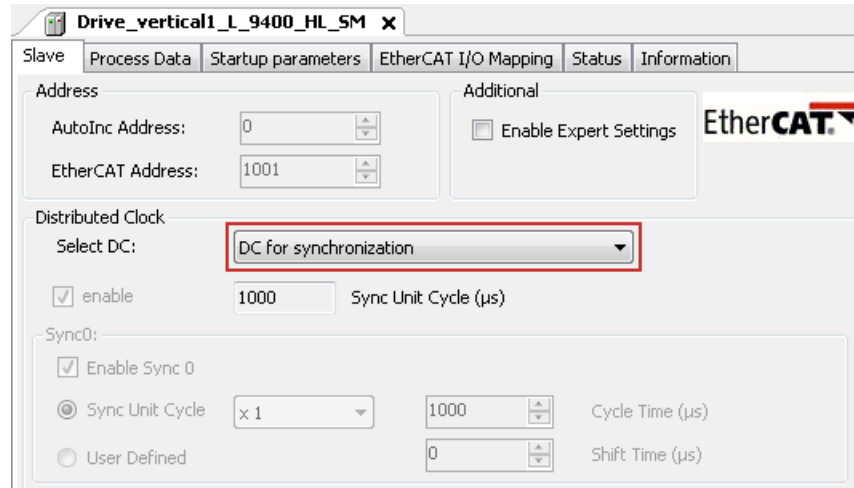 Drive_vertical1_L_9400_HL_SM x
Slave Process Data Startup parameters EtherCAT I/O Mapping Status Information
Address
AutoInc Address: 0
EtherCAT Address: 1001
Additional
Enable Expert Settings
EtherCAT.
Distributed Clock
Select DC: DC for synchronization
enable 1000 Sync Unit Cycle (µs)
Sync0:
Enable Sync 0
Sync Unit Cycle x 1 1000 Cycle Time (µs)
User Defined 0 Shift Time (µs)